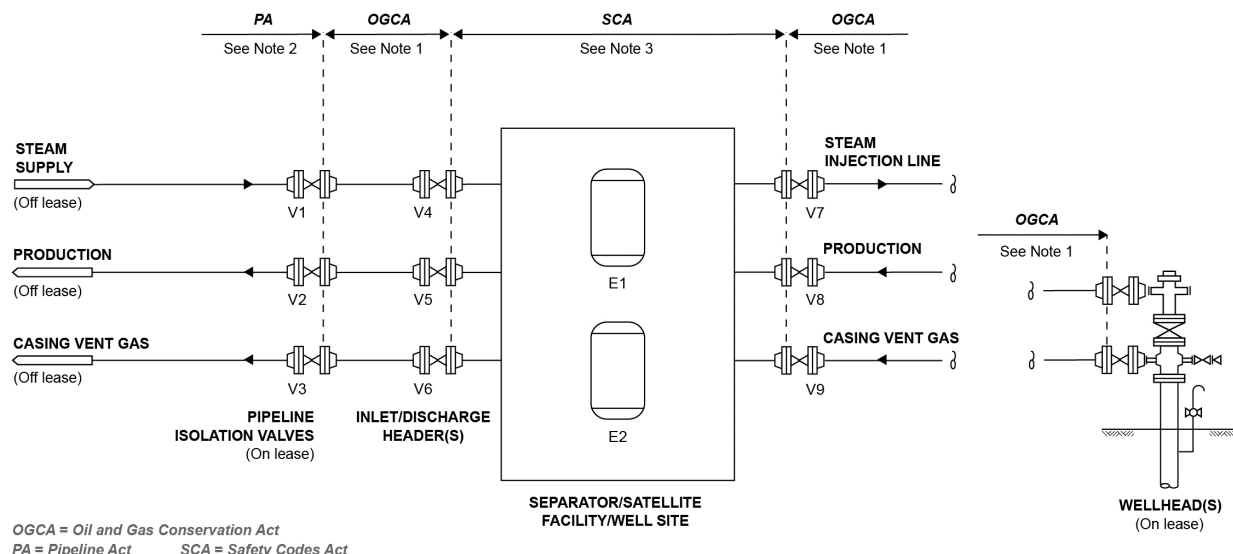 PA
OGCA
SCA
OGCA
See Note 2
See Note 1
See Note 3
See Note 1
STEAM
SUPPLY
(Off lease)
V1
V4
STEAM
INJECTION LINE
V7
OGCA
See Note 1
PRODUCTION
(Off lease)
V2
V5
E1
PRODUCTION
V8
CASING VENT GAS
(Off lease)
V3
V6
E2
CASING VENT GAS
V9
PIPELINE
ISOLATION VALVES
(On lease)
INLET/DISCHARGE
HEADER(S)
SEPARATOR/SATELLITE
FACILITY/WELL SITE
WELLHEAD(S)
(On lease)
OGCA = Oil and Gas Conservation Act
PA = Pipeline Act SCA = Safety Codes Act